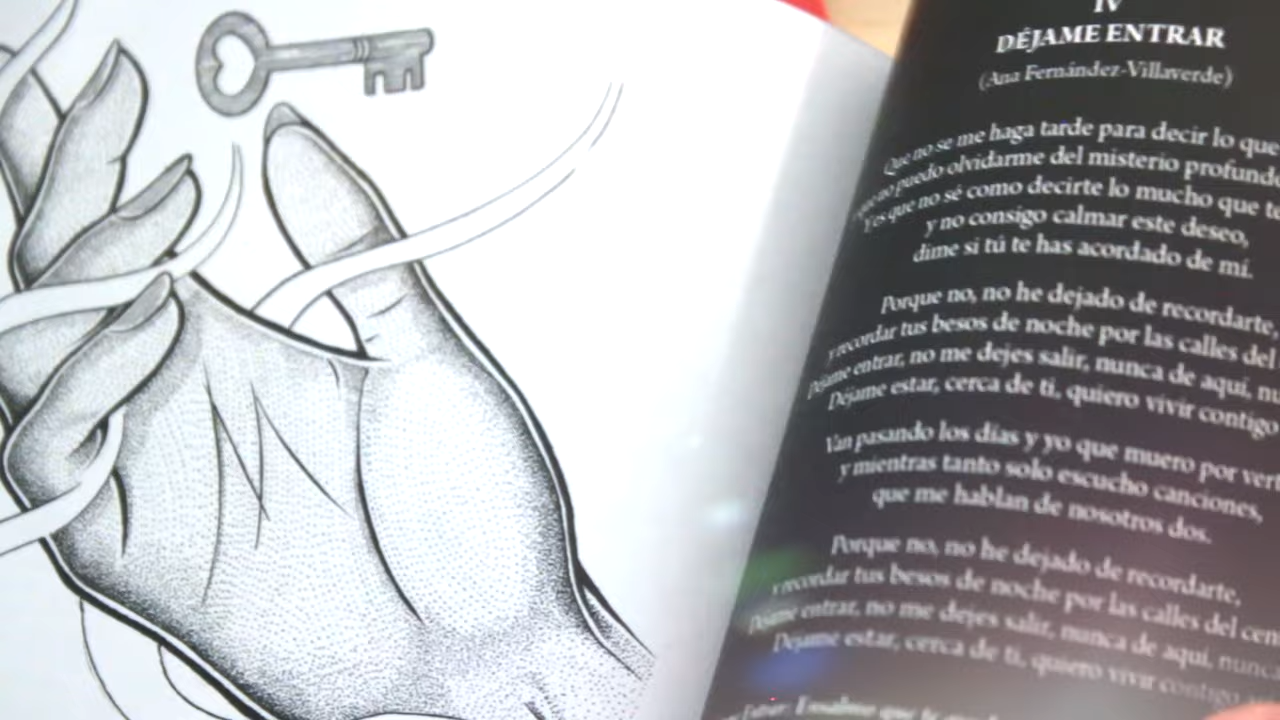 IV
DÉJAME ENTRAR
(Ana Fernández-Villaverde)
Que no se me haga tarde para decir lo que
que no puedo olvidarme del misterio profundo
Y es que no sé como decirte lo mucho que
y no consigo calmar este deseo,
dime si tú te has acordado de mí.
Porque no, no he dejado de recordarte,
y recordar tus besos de noche por las calles del
Déjame entrar, no me dejes salir, nunca de aquí,
Déjame estar, cerca de ti, quiero vivir contigo
Van pasando los días y yo que muero por
y mientras tanto solo escucho canciones,
que me hablan de nosotros dos.
Porque no, no he dejado de recordarte,
y recordar tus besos de noche por las calles del
Déjame entrar, no me dejes salir, nunca de aquí,
Déjame estar, cerca de ti, quiero vivir contigo